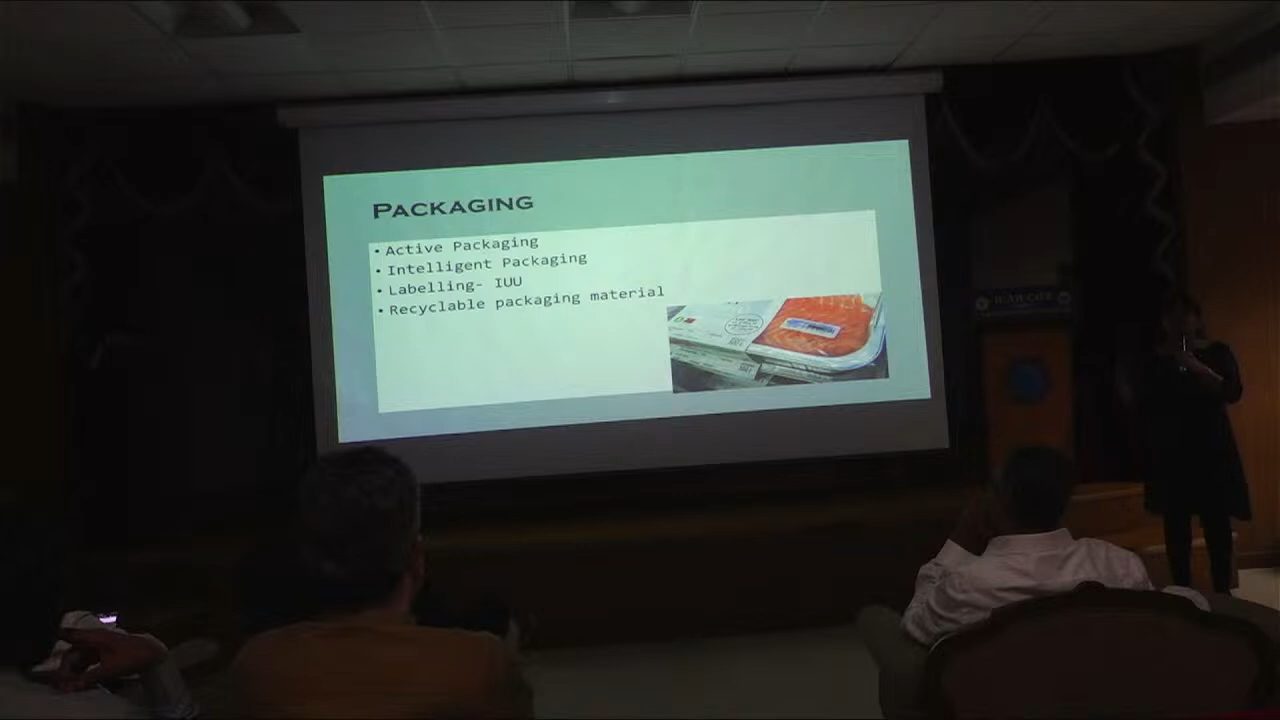 PACKAGING
• Active Packaging
• Intelligent Packaging
• Labelling- IUU
• Recyclable packaging material